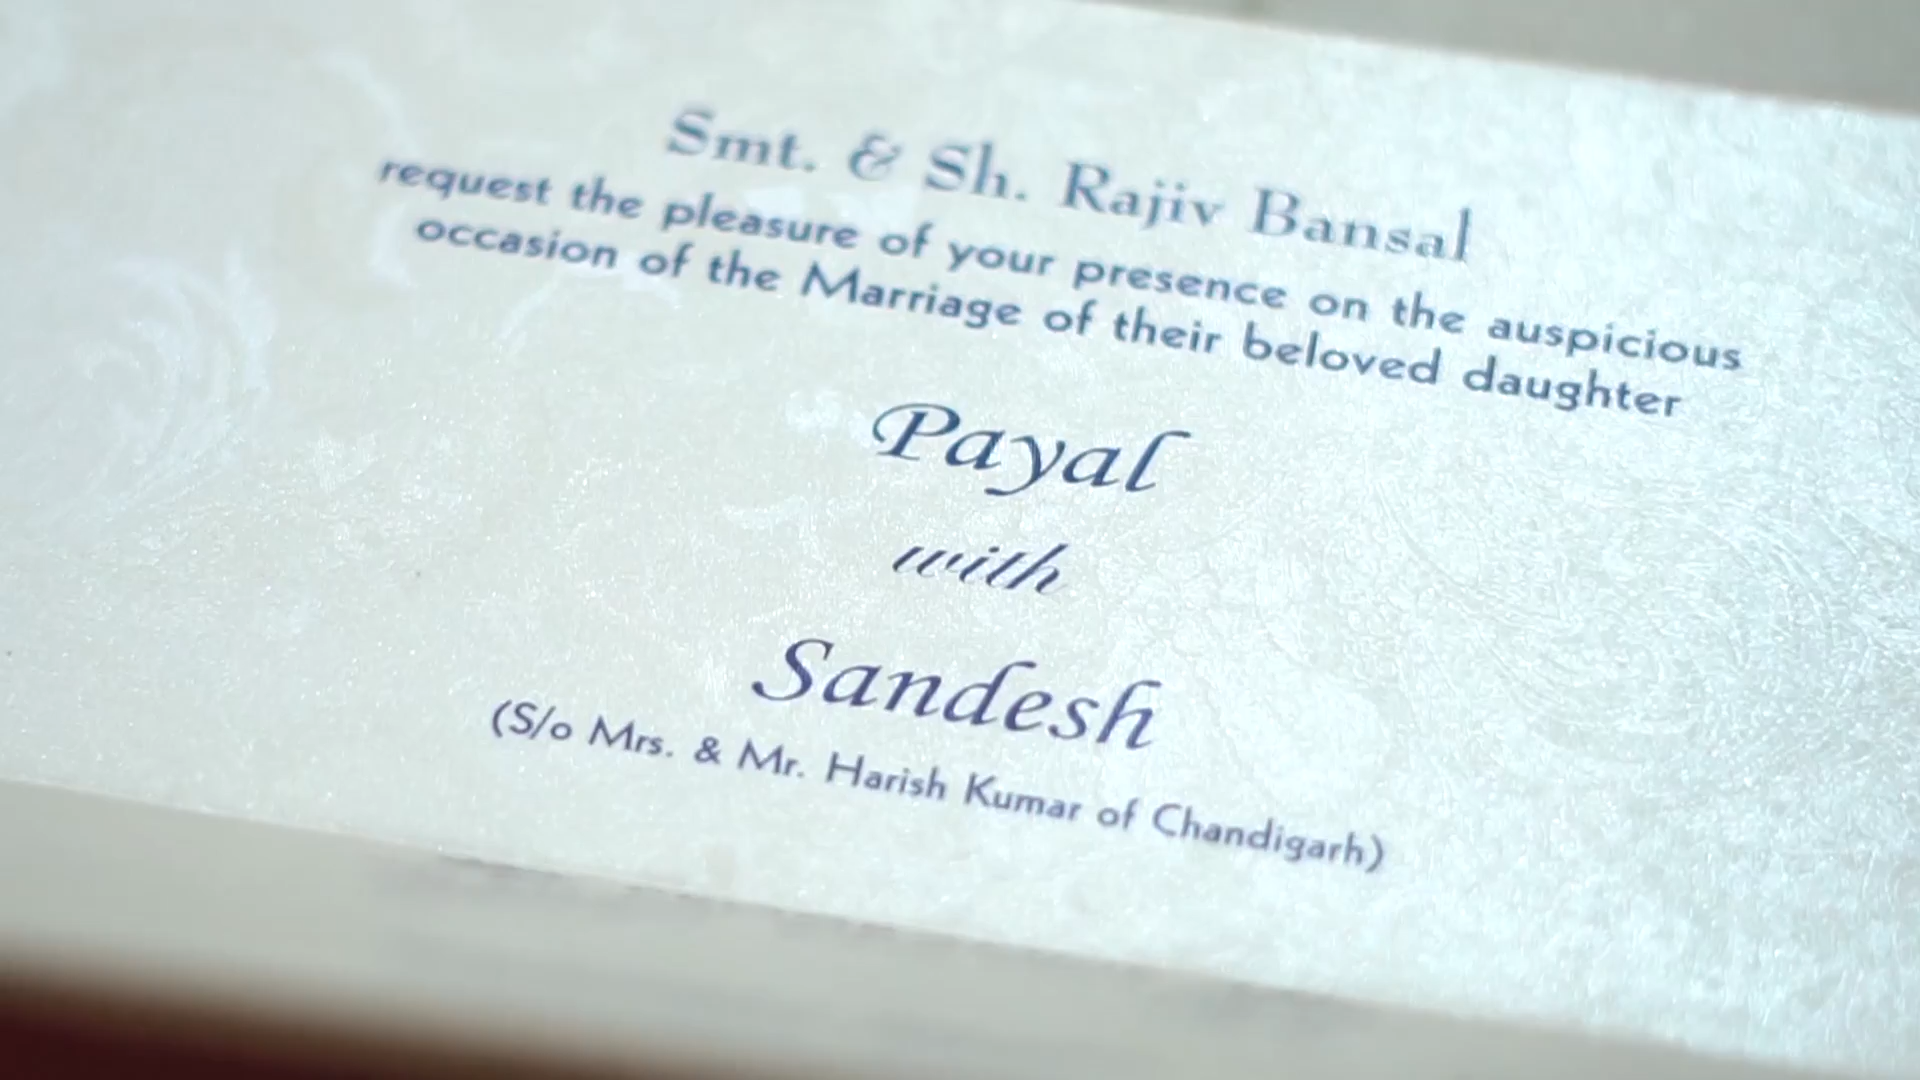 Smt. & Sh. Rajiv Bansal
request the pleasure of your presence on the auspicious
occasion of the Marriage of their beloved daughter
Payal
with
Sandesh
(S/o Mrs. & Mr. Harish Kumar of Chandigarh)